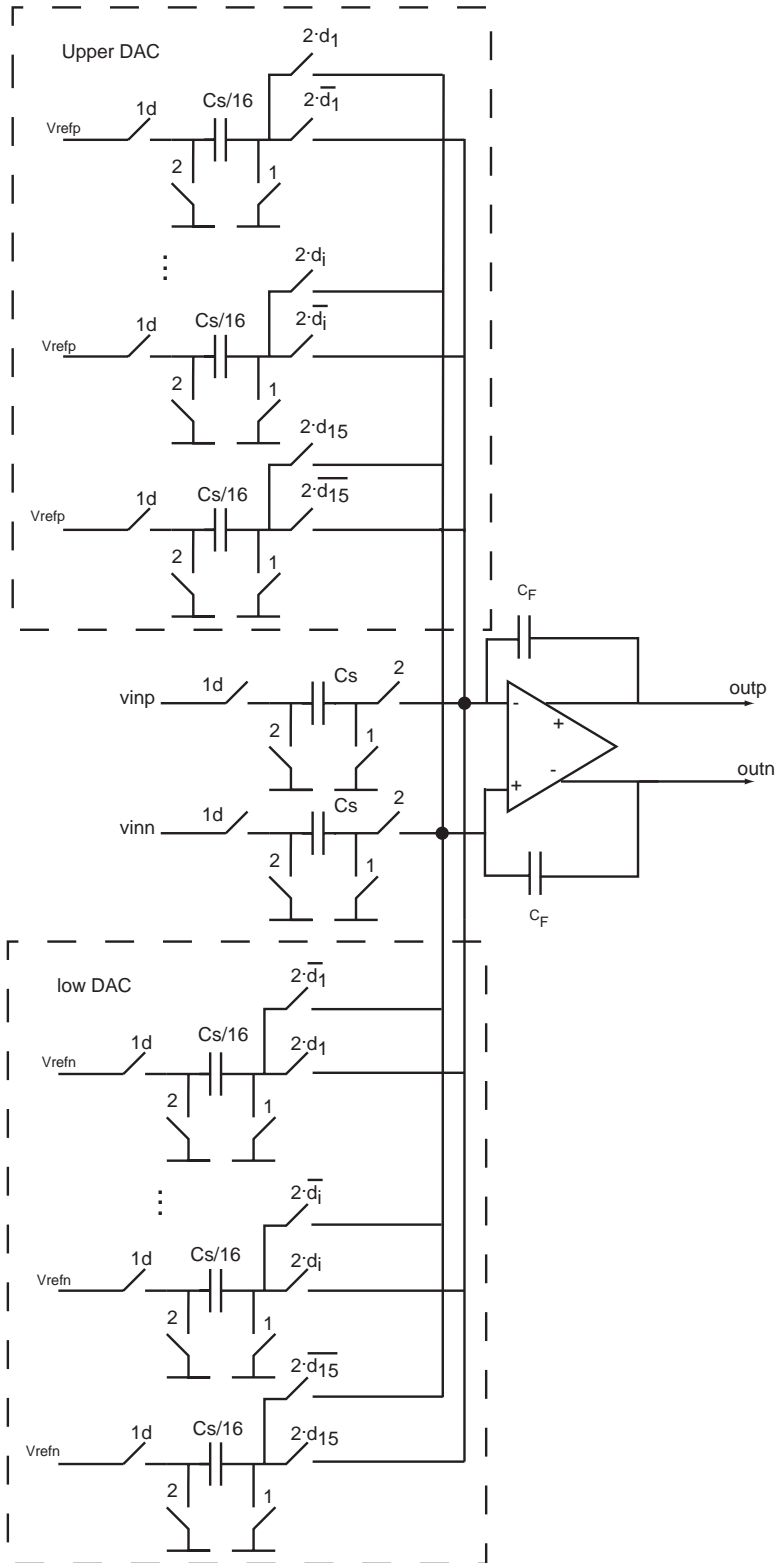 2·d1
Upper DAC
Cs/16
2·d̅1̅
1d
Vrefp
2
1
⋮
2·di
Cs/16
2·d̅i
1d
Vrefp
2
1
2·d15
Cs/16
2·d̅1̅5̅
1d
Vrefp
2
1
CF
Cs
2
vinp
1d
outp
-
+
2
1
-
outn
+
Cs
2
vinn
1d
2
1
CF
2·d̅1
low DAC
Cs/16
2·d1
1d
Vrefn
2
1
⋮
2·d̅i
Cs/16
2·di
1d
Vrefn
2
1
2·d̅1̅5̅
Cs/16
2·d15
1d
Vrefn
2
1